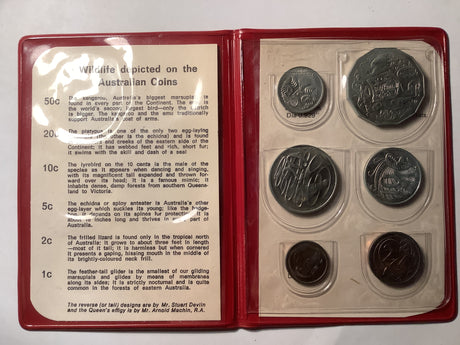 Wildlife depicted on the
Australian Coins
50c The kangaroo, Australia's biggest marsupial, is
found in every part of the Continent. The emu is
the world's second largest bird—only the ostrich
is bigger. The kangaroo and the emu traditionally
support Australia's coat of arms.
20c The platypus is one of the only two egg-laying
mammals (the other is the echidna) and is found
in and creeks of the eastern side of the
Continent; it has webbed feet and rich, short fur;
it swims with the skill and dash of a seal.
10c The lyrebird on the 10 cents is the male of the
species as it appears when dancing and singing,
with its magnificent tail expanded and thrown for-
ward over its head; it is a famous mimic; it
inhabits dense, damp forests from southern Queens-
land to Victoria.
5c The echidna or spiny anteater is Australia's other
egg-layer which suckles its young; like the hedge-
hog, it depends on its spines for protection; it is
about 18 inches long and thrives in every part of
Australia.
2c The frilled lizard is found only in the tropical north
of Australia; it grows to about three feet in length
—most of it tail; it is harmless but when cornered
it presents a gaping, hissing mouth in the middle of
its brightly-coloured neck frill.
1c The feather-tail glider is the smallest of our gliding
marsupials and glides by means of membranes
along its sides; it is strictly nocturnal and is quite
common in the forests of eastern Australia.
The reverse (or tail) designs are by Mr. Stuart Devlin
and the Queen's effigy is by Mr. Arnold Machin, R.A.